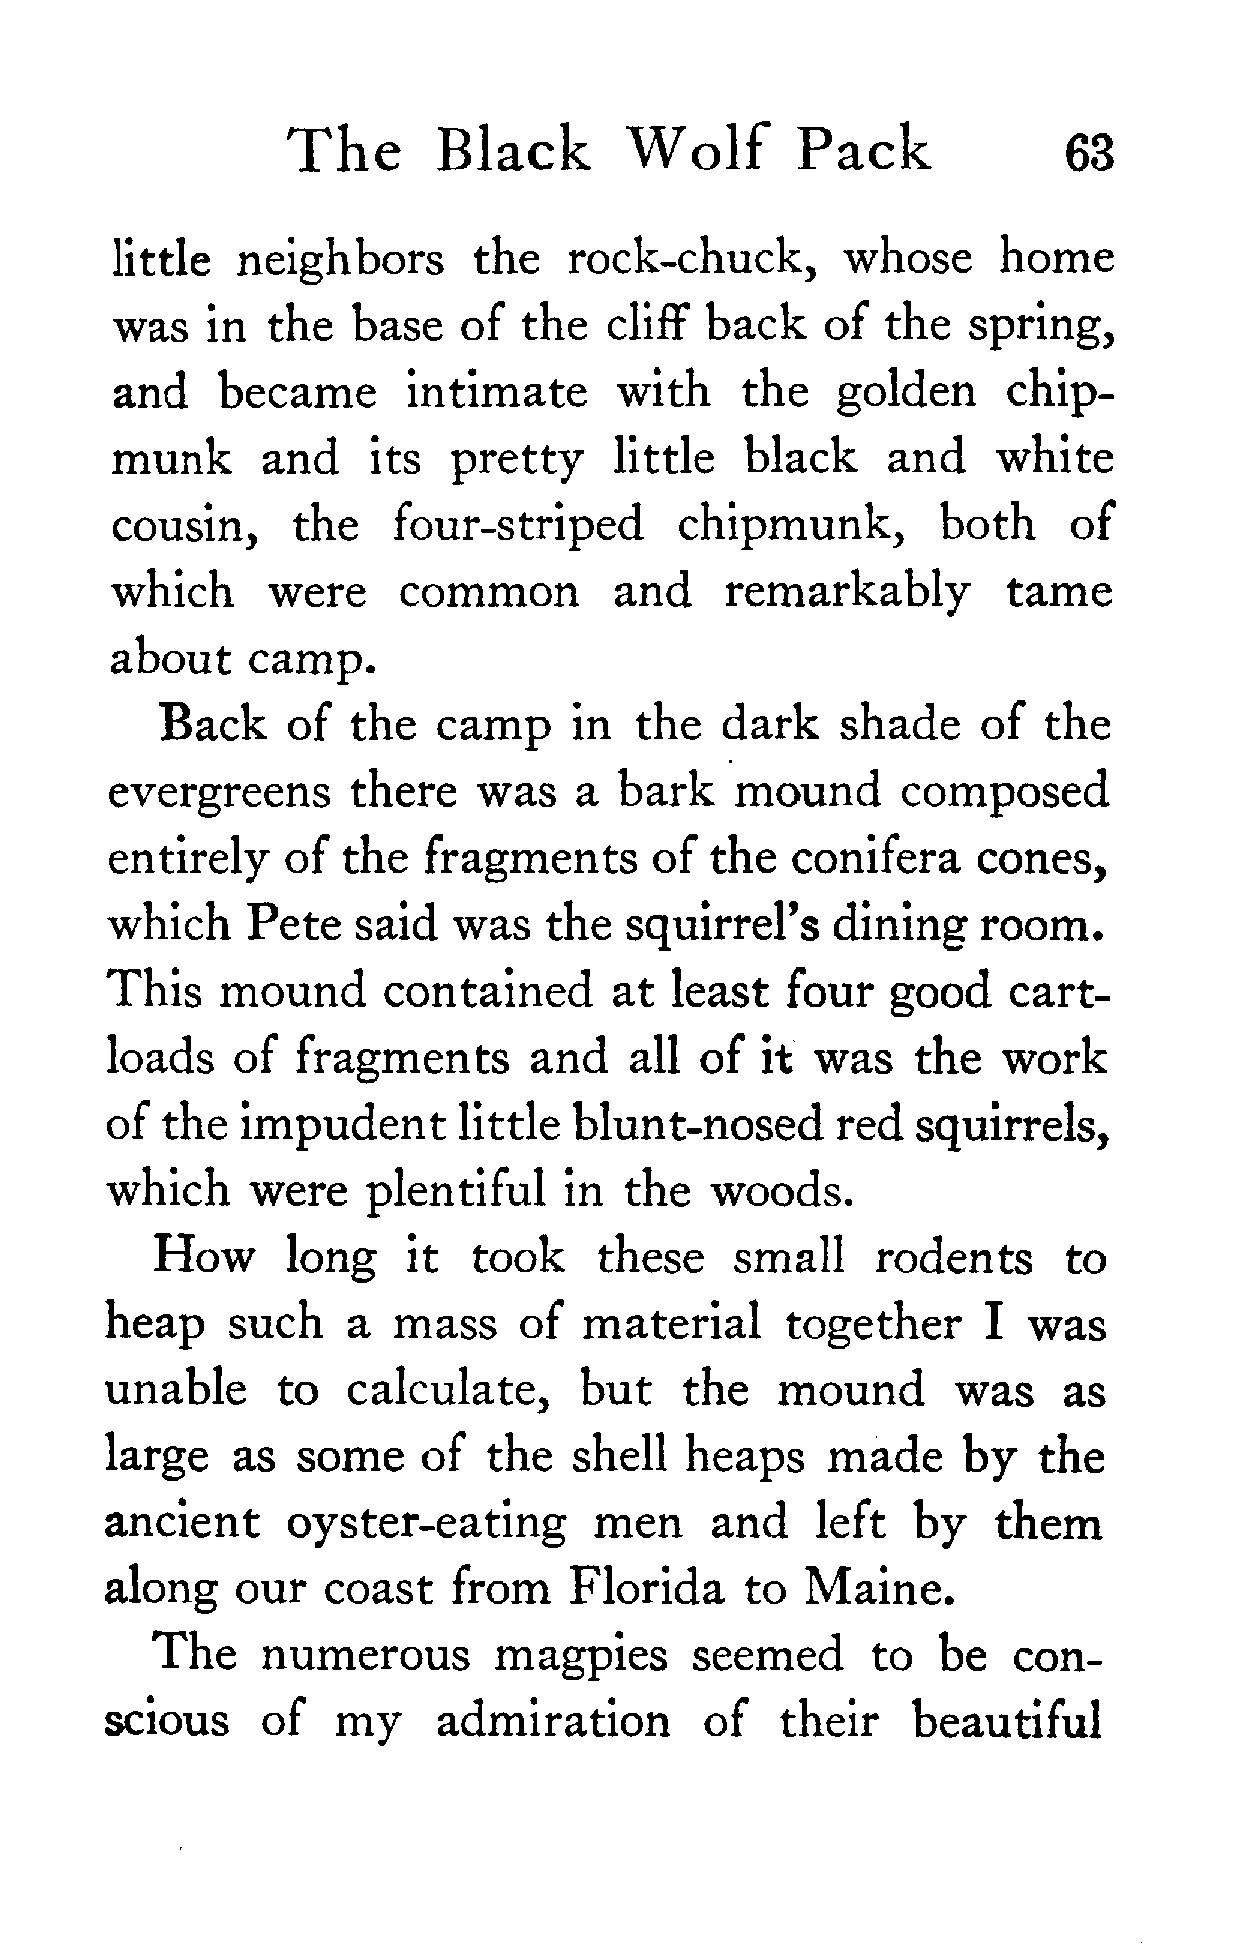 The Black Wolf Pack 63
little neighbors the rock-chuck, whose home
was in the base of the cliff back of the spring,
and became intimate with the golden chip-
munk and its pretty little black and white
cousin, the four-striped chipmunk, both of
which were common and remarkably tame
about camp.
Back of the camp in the dark shade of the
evergreens there was a bark mound composed
entirely of the fragments of the conifera cones,
which Pete said was the squirrel's dining room.
This mound contained at least four good cart-
loads of fragments and all of it was the work
of the impudent little blunt-nosed red squirrels,
which were plentiful in the woods.
How long it took these small rodents to
heap such a mass of material together I was
unable to calculate, but the mound was as
large as some of the shell heaps made by the
ancient oyster-eating men and left by them
along our coast from Florida to Maine.
The numerous magpies seemed to be con-
scious of my admiration of their beautiful